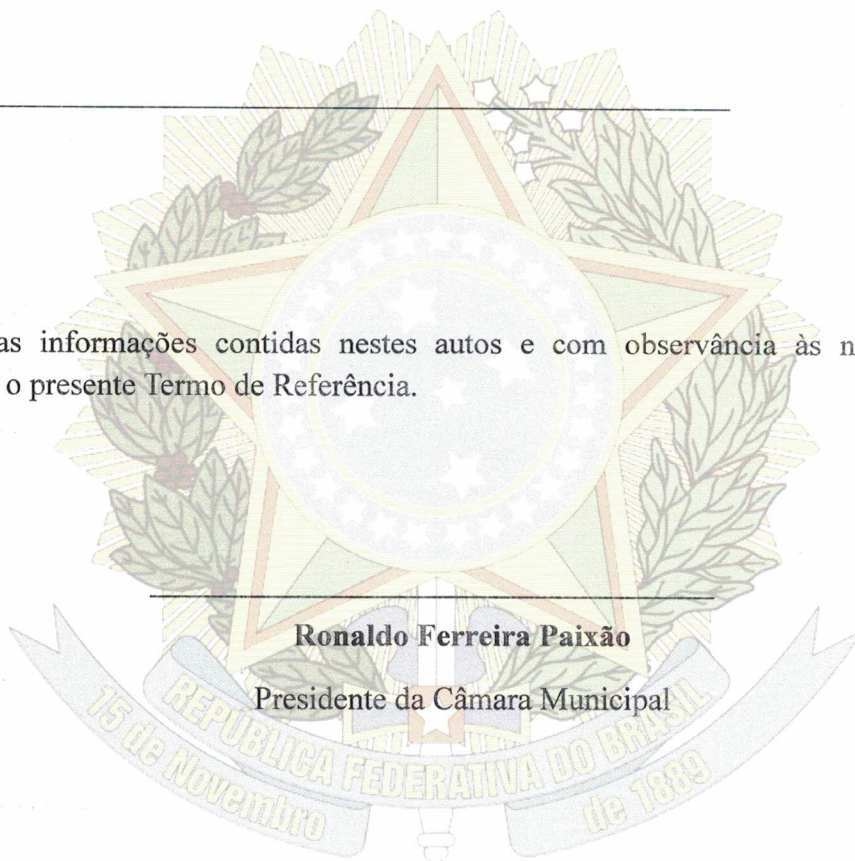 as informações contidas nestes autos e com observância às n
o presente Termo de Referência.
Ronaldo Ferreira Paixão
Presidente da Câmara Municipal
REPÚBLICA FEDERATIVA DO BRASIL
15 de Novembro de 1889